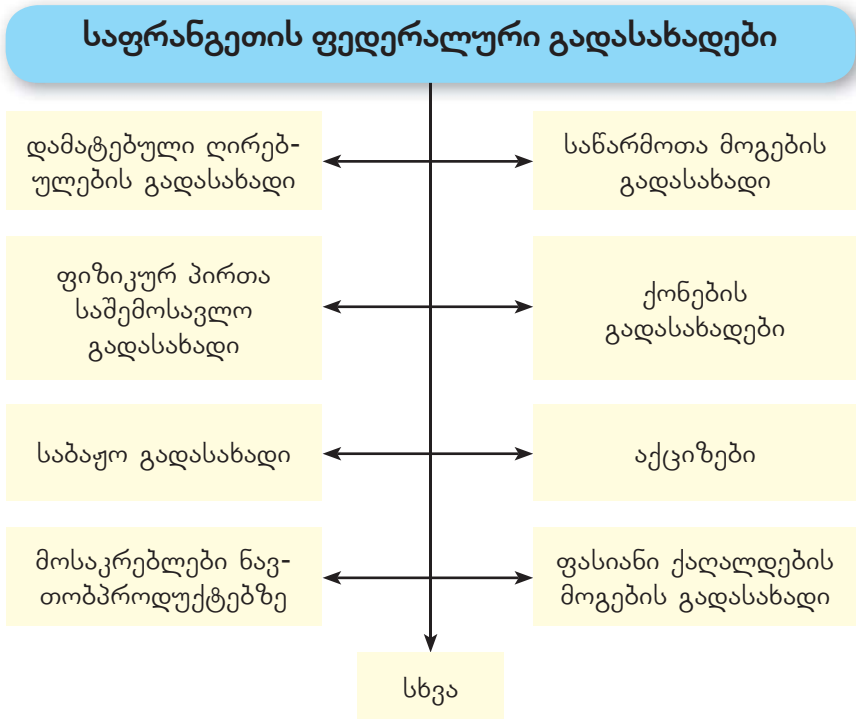 საფრანგეთის ფედერალური გადასახადები
დამატებული ღირებ-
ულების გადასახადი
საწარმოთა მოგების
გადასახადი
ფიზიკურ პირთა
საშემოსავლო
გადასახადი
ქონების
გადასახადები
საბაჟო გადასახადი
აქციზები
მოსაკრებლები ნავ-
თობპროდუქტებზე
ფასიანი ქაღალდების
მოგების გადასახადი
სხვა